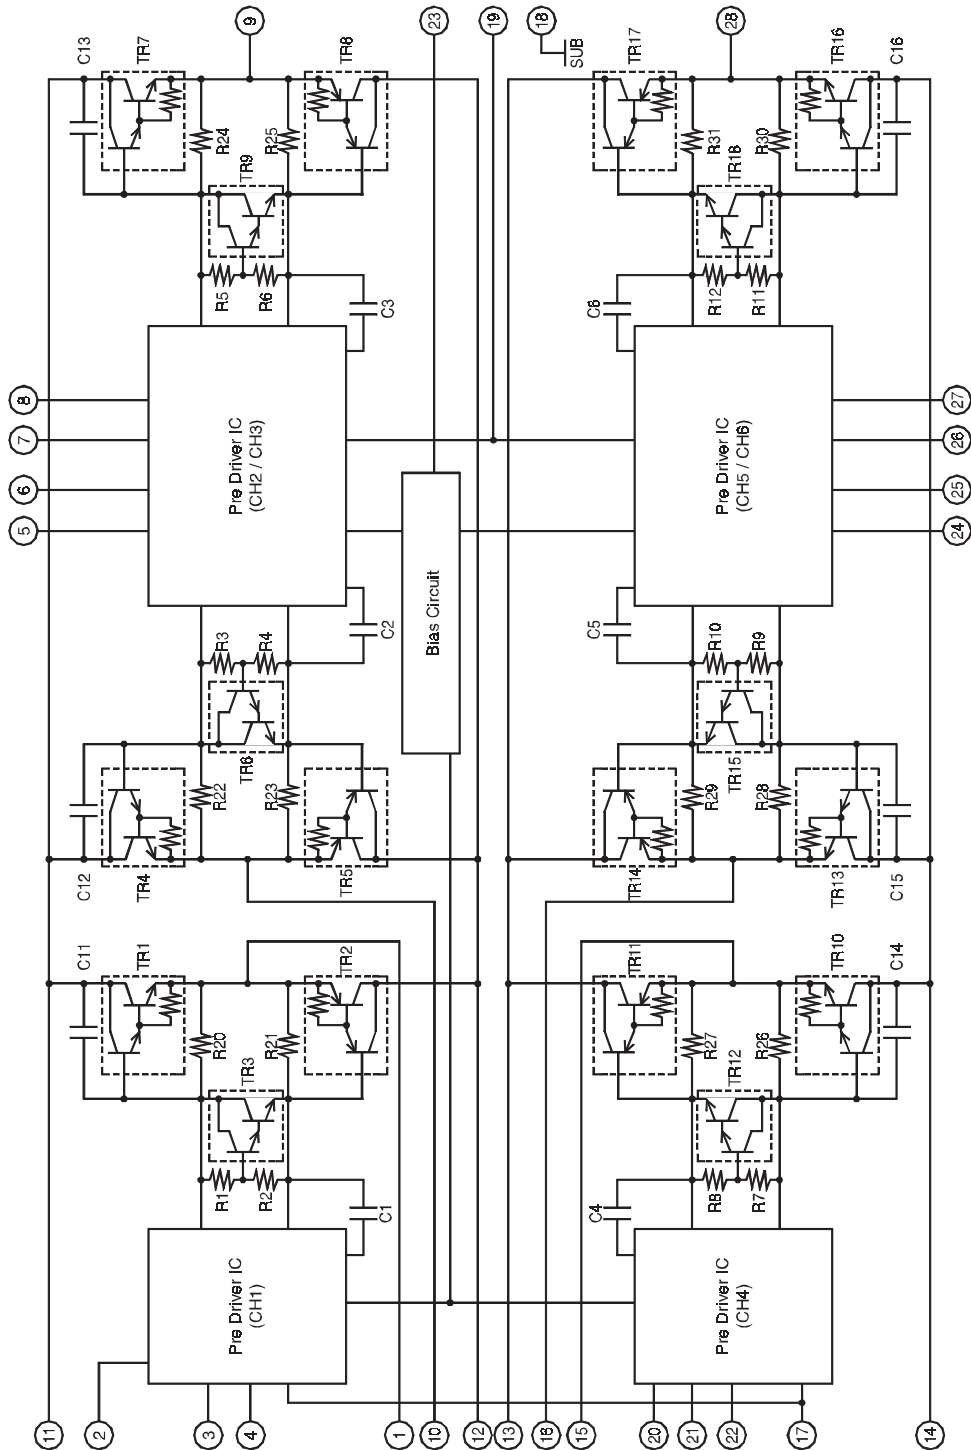 5
6
7
8
11
C11
C12
C13
2
TR1
TR4
TR7
3
R1
R20
R22
R3
R5
R24
Pre Driver IC
(CH1)
TR3
TR6
Pre Driver IC
(CH2 / CH3)
TR9
9
4
R2
R21
R23
R4
R6
R25
TR2
TR5
TR8
C1
C2
C3
1
10
Bias Circuit
23
12
19
13
18
16
SUB
15
C4
C5
C6
TR11
TR14
TR17
20
21
R8
R27
R29
R10
R12
R31
22
TR12
TR15
TR18
Pre Driver IC
(CH4)
Pre Driver IC
(CH5 / CH6)
28
R7
R26
R28
R9
R11
R30
17
TR10
TR13
TR16
C14
C15
C16
14
24
25
26
27